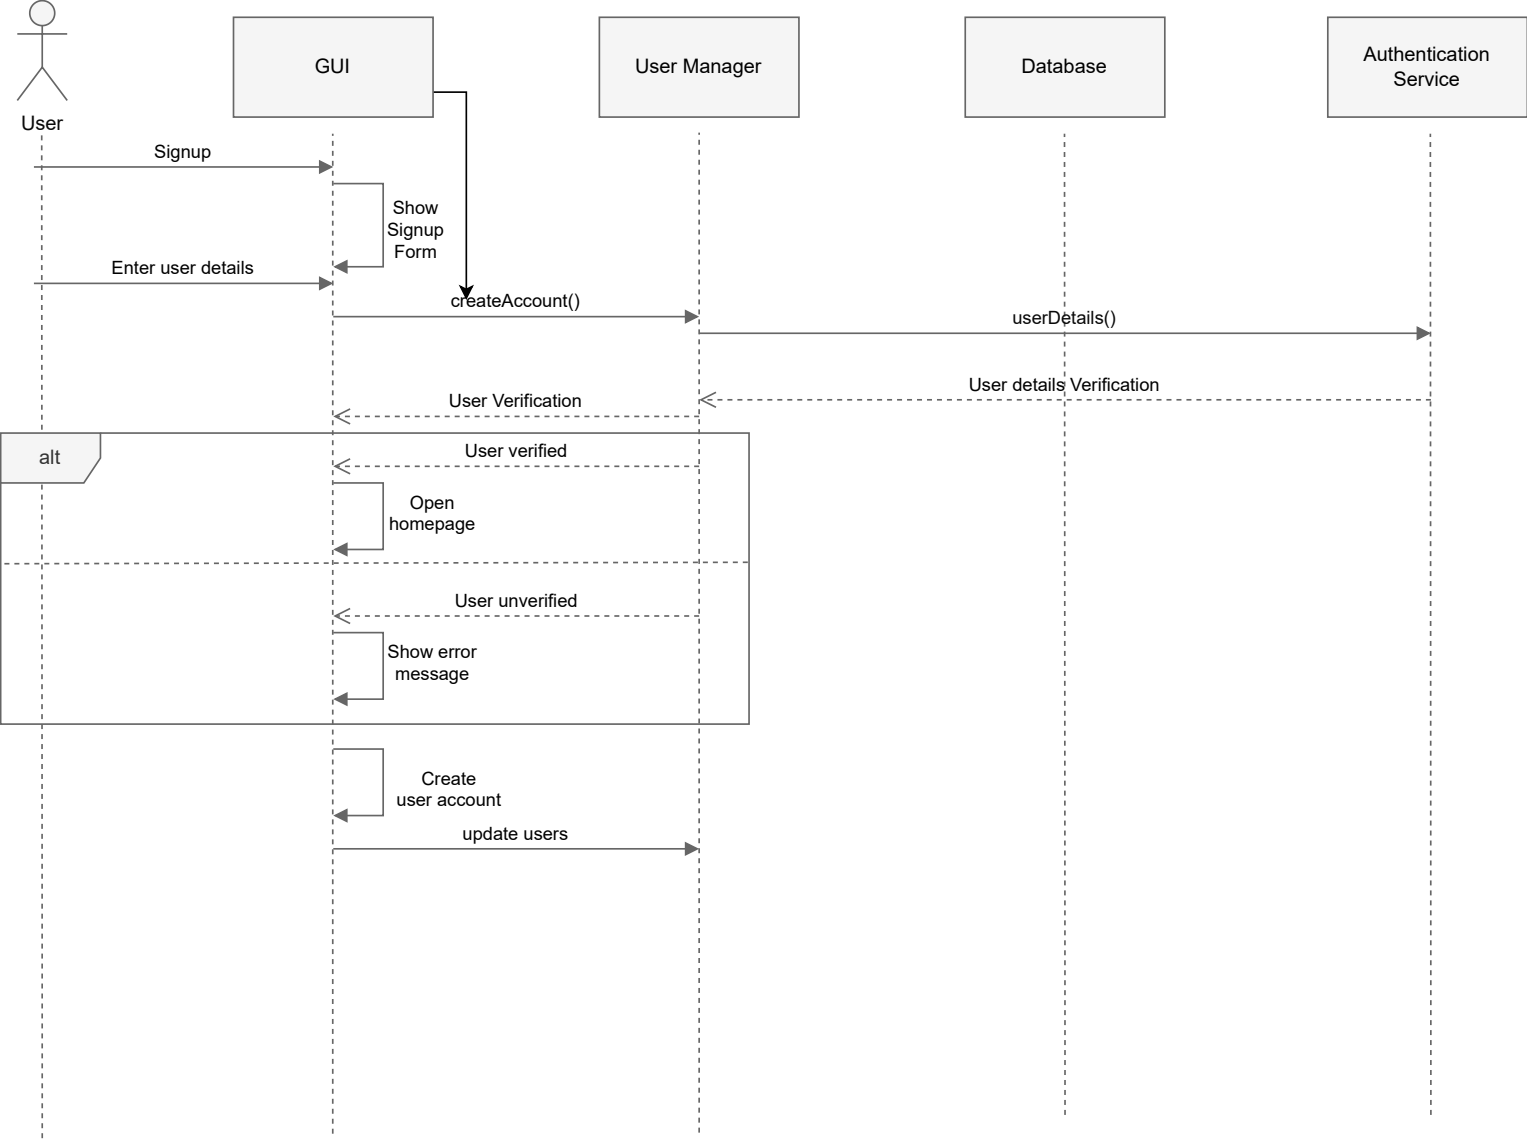 User
GUI
User Manager
Database
Authentication
Service
Signup
Show
Signup
Form
Enter user details
createAccount()
userDetails()
User details Verification
User Verification
alt
User verified
Open
homepage
User unverified
Show error
message
Create
user account
update users